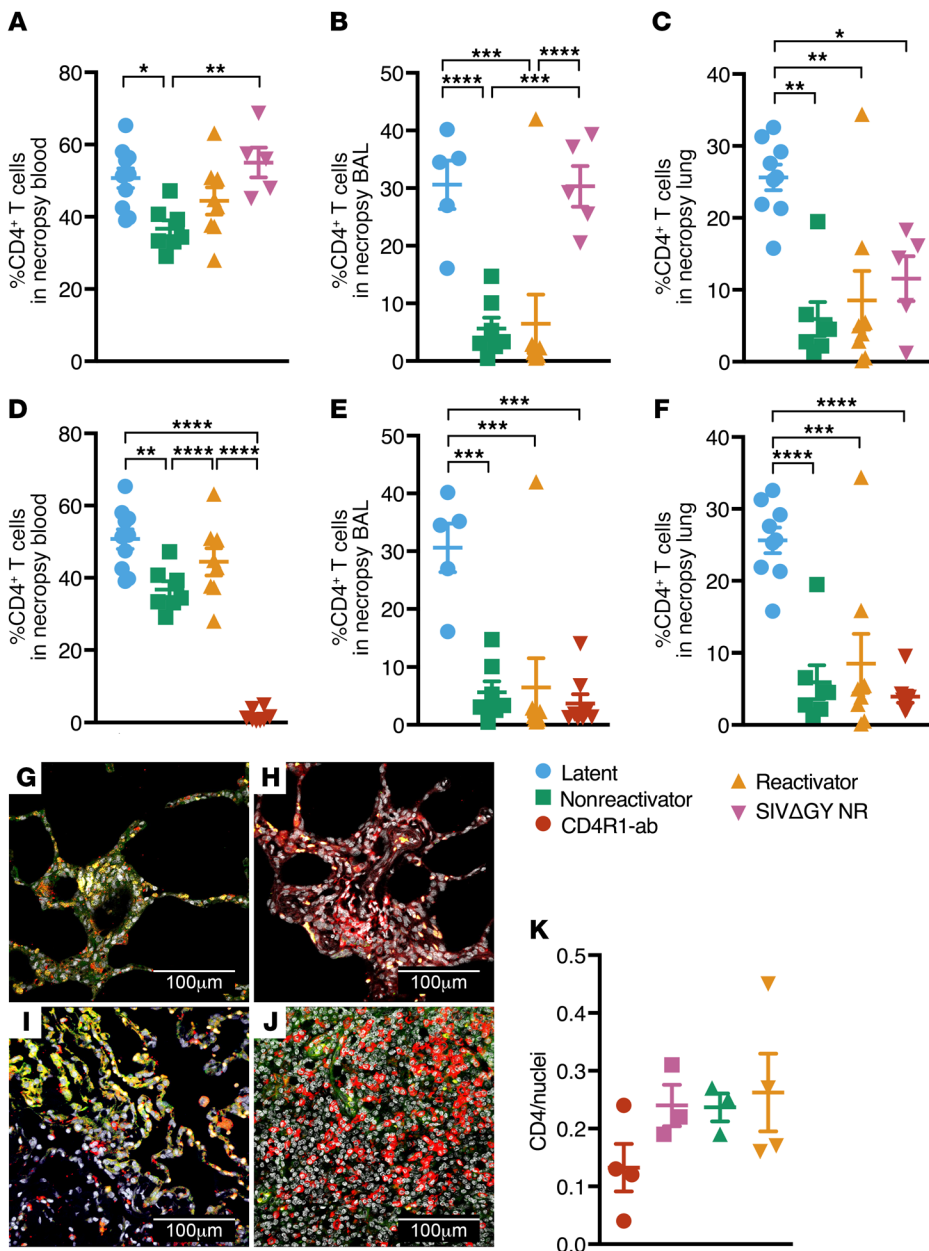 A
%CD4+ T cells
in necropsy blood
80
60
40
20
0
*
**
B
%CD4+ T cells
in necropsy BAL
50
40
30
20
10
0
***
****
****
***
C
%CD4+ T cells
in necropsy lung
40
30
20
10
0
*
**
**
D
%CD4+ T cells
in necropsy blood
80
60
40
20
0
****
**
****
****
E
%CD4+ T cells
in necropsy BAL
50
40
30
20
10
0
***
***
***
F
%CD4+ T cells
in necropsy lung
40
30
20
10
0
****
***
****
G
100μm
H
100μm
I
100μm
J
100μm
Latent
Nonreactivator
CD4R1-ab
Reactivator
SIVΔGY NR
K
CD4/nuclei
0.5
0.4
0.3
0.2
0.1
0.0